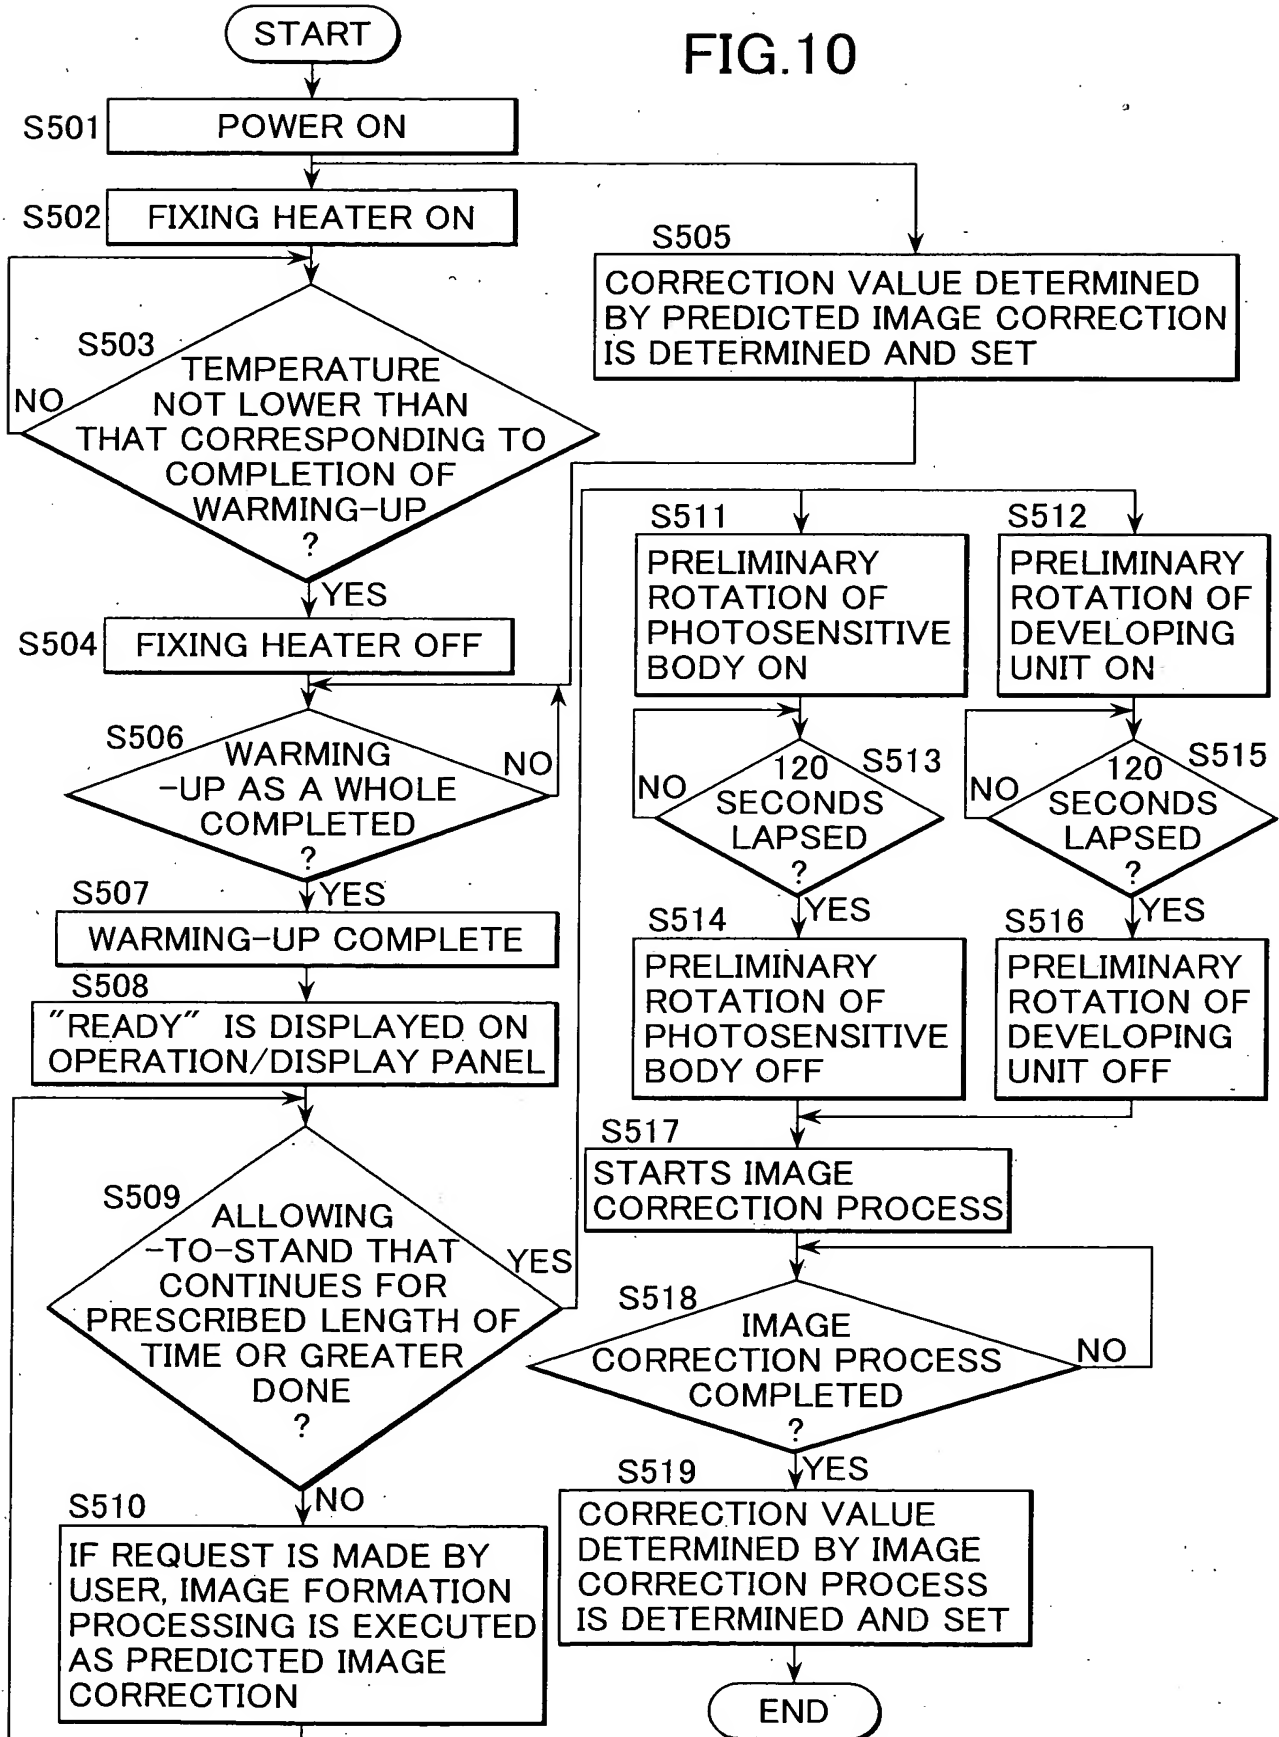 FIG.10
START
S501
POWER ON
S502
FIXING HEATER ON
S503
TEMPERATURE
NOT LOWER THAN
THAT CORRESPONDING TO
COMPLETION OF
WARMING-UP
?
NO
YES
S504
FIXING HEATER OFF
S505
CORRECTION VALUE DETERMINED
BY PREDICTED IMAGE CORRECTION
IS DETERMINED AND SET
S506
WARMING
-UP AS A WHOLE
COMPLETED
?
NO
YES
S507
WARMING-UP COMPLETE
S508
"READY" IS DISPLAYED ON
OPERATION/DISPLAY PANEL
S509
ALLOWING
-TO-STAND THAT
CONTINUES FOR
PRESCRIBED LENGTH OF
TIME OR GREATER
DONE
?
YES
NO
S510
IF REQUEST IS MADE BY
USER, IMAGE FORMATION
PROCESSING IS EXECUTED
AS PREDICTED IMAGE
CORRECTION
S511
PRELIMINARY
ROTATION OF
PHOTOSENSITIVE
BODY ON
S512
PRELIMINARY
ROTATION OF
DEVELOPING
UNIT ON
S513
120
SECONDS
LAPSED
?
NO
YES
S515
120
SECONDS
LAPSED
?
NO
YES
S514
PRELIMINARY
ROTATION OF
PHOTOSENSITIVE
BODY OFF
S516
PRELIMINARY
ROTATION OF
DEVELOPING
UNIT OFF
S517
STARTS IMAGE
CORRECTION PROCESS
S518
IMAGE
CORRECTION PROCESS
COMPLETED
?
NO
YES
S519
CORRECTION VALUE
DETERMINED BY IMAGE
CORRECTION PROCESS
IS DETERMINED AND SET
END